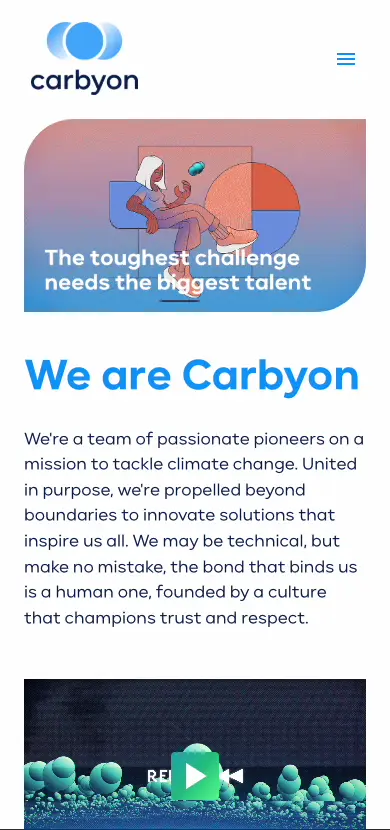 carbyon
The toughest challenge
needs the biggest talent
We are Carbyon
We're a team of passionate pioneers on a
mission to tackle climate change. United
in purpose, we're propelled beyond
boundaries to innovate solutions that
inspire us all. We may be technical, but
make no mistake, the bond that binds us
is a human one, founded by a culture
that champions trust and respect.